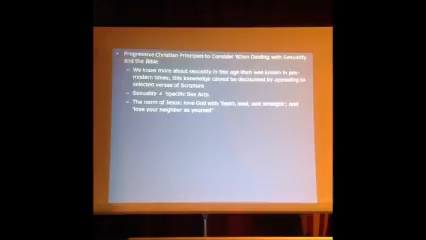 • Progressive Christian Principles to Consider When Dealing with Sexuality
and the Bible
– We know more about sexuality in this age than was known in pre-
modern times; this knowledge cannot be discounted by appealing to
selected verses of Scripture
– Sexuality ≠ Specific Sex Acts
– The norm of Jesus: love God with "heart, soul, and strength"; and
"love your neighbor as yourself"